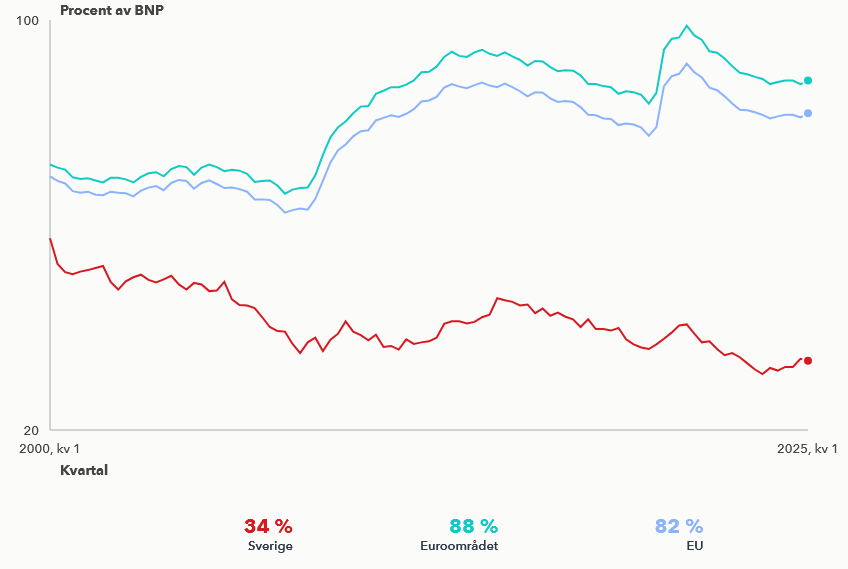 Procent av BNP
100
20
2000, kv 1
2025, kv 1
Kvartal
34 %
88 %
82 %
Sverige
Euroområdet
EU